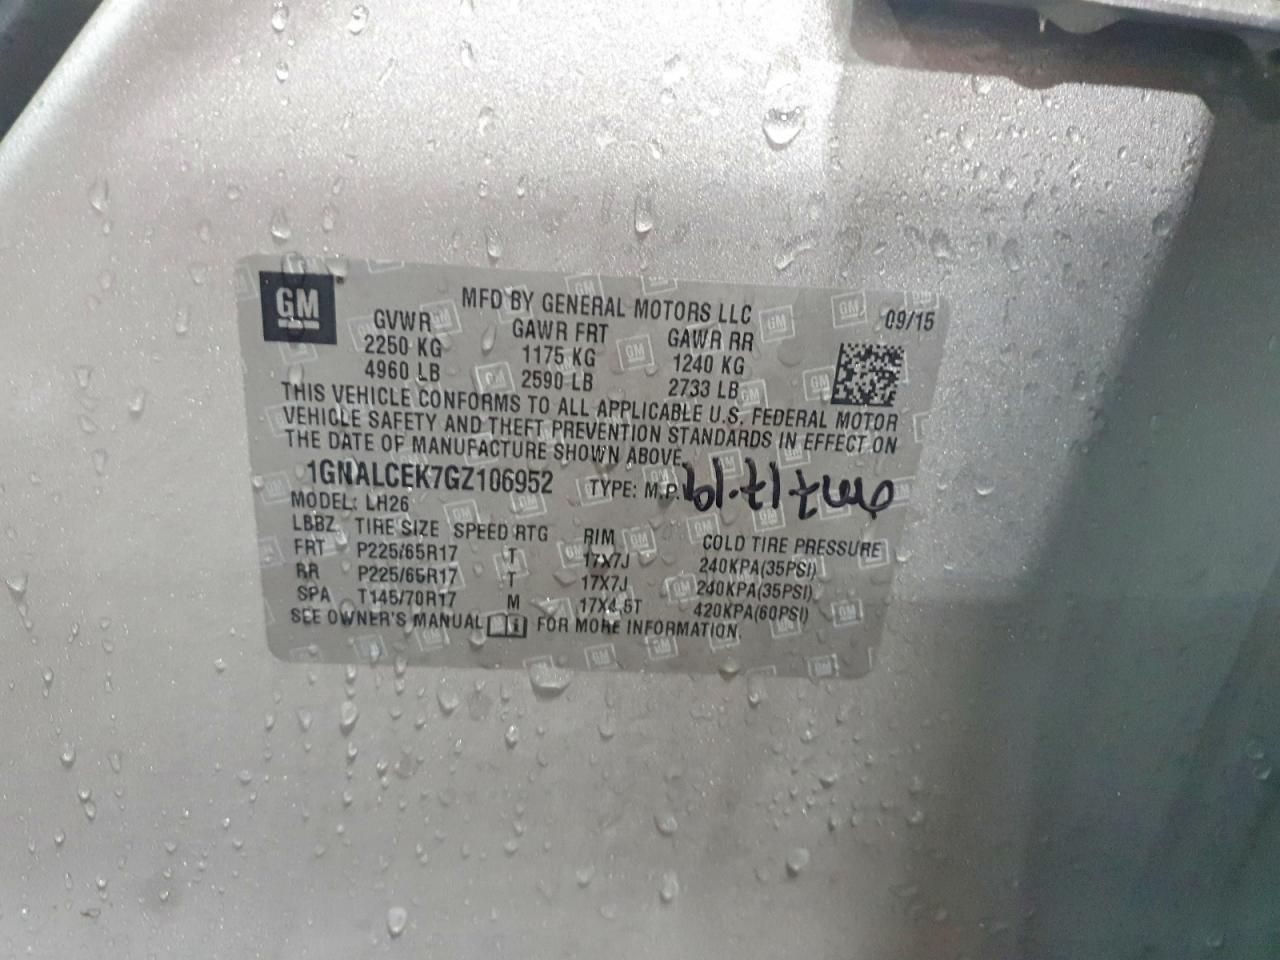 GM
MFD BY GENERAL MOTORS LLC 09/15
GVWR GAWR FRT GAWR RR
2250 KG 1175 KG 1240 KG
4960 LB 2590 LB 2733 LB
THIS VEHICLE CONFORMS TO ALL APPLICABLE U.S. FEDERAL MOTOR
VEHICLE SAFETY AND THEFT PREVENTION STANDARDS IN EFFECT ON
THE DATE OF MANUFACTURE SHOWN ABOVE.
1GNALCEK7GZ106952 TYPE: M.P.
MODEL: LH26
LBBZ TIRE SIZE SPEED RTG RIM COLD TIRE PRESSURE
FRT P225/65R17 T 17X7J 240KPA(35PSI)
RR P225/65R17 T 17X7J 240KPA(35PSI)
SPA T145/70R17 M 17X4.5T 420KPA(60PSI)
SEE OWNER'S MANUAL FOR MORE INFORMATION.